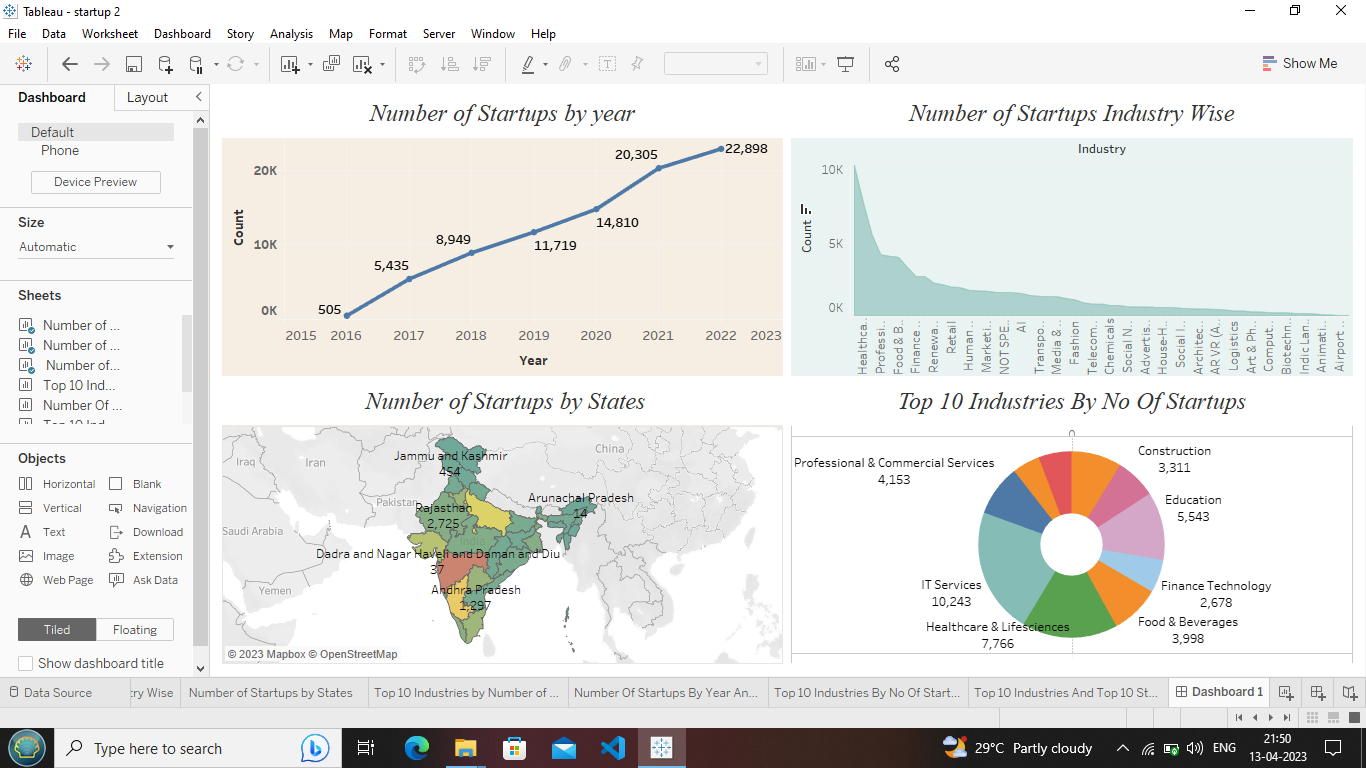 Tableau - startup 2
File Data Worksheet Dashboard Story Analysis Map Format Server Window Help
Show Me
Dashboard Layout
Default
Phone
Device Preview
Size
Automatic
Sheets
Number of ...
Number of ...
Number of...
Top 10 Ind...
Number Of ...
Top 10 Ind...
Objects
Horizontal Blank
Vertical Navigation
Text Download
Image Extension
Web Page Ask Data
Tiled Floating
Show dashboard title
Number of Startups by year
Count
20K
10K
0K
505
5,435
8,949
11,719
14,810
20,305
22,898
2015 2016 2017 2018 2019 2020 2021 2022 2023
Year
Number of Startups Industry Wise
Industry
Count
10K
5K
0K
Healthca..
Professi..
Food & B..
Finance ..
Renewa..
Retail
Human ..
Marketi..
NOT SPE..
AI
Transpo..
Media & ..
Fashion
Telecom..
Chemicals
Social N..
Advertis..
House-H..
Social I..
Architec..
AR VR (A..
Logistics
Art & Ph..
Comput..
Biotechn..
Indic Lan..
Animati..
Airport ..
Number of Startups by States
Iraq
Iran
China
Pakistan
Saudi Arabia
India
Yemen
Jammu and Kashmir
454
Arunachal Pradesh
14
Rajasthan
2,725
Dadra and Nagar Haveli and Daman and Diu
37
Andhra Pradesh
1,297
© 2023 Mapbox © OpenStreetMap
Top 10 Industries By No Of Startups
0
Professional & Commercial Services
4,153
Construction
3,311
Education
5,543
Finance Technology
2,678
Food & Beverages
3,998
IT Services
10,243
Healthcare & Lifesciences
7,766
Data Source
try Wise
Number of Startups by States
Top 10 Industries by Number of ...
Number Of Startups By Year An...
Top 10 Industries By No Of Start...
Top 10 Industries And Top 10 St...
Dashboard 1
Type here to search
29°C Partly cloudy
ENG
21:50
13-04-2023